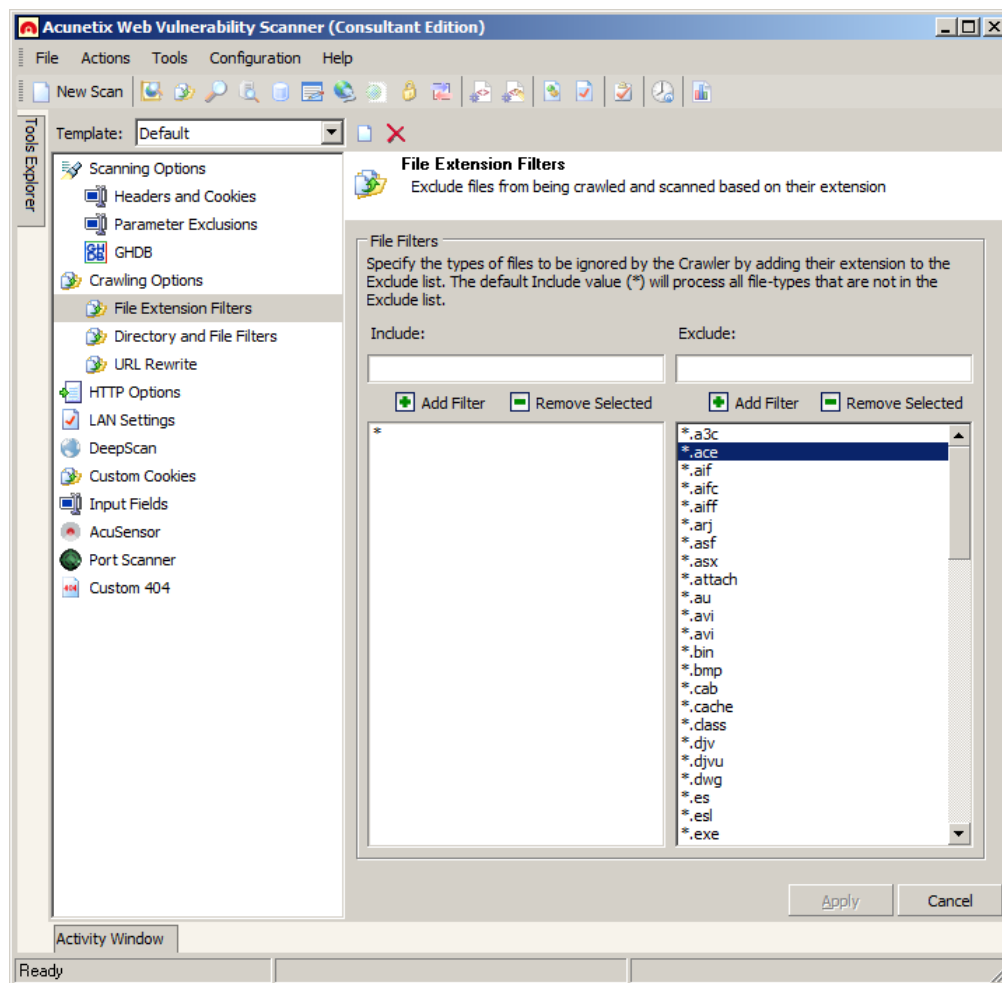 Acunetix Web Vulnerability Scanner (Consultant Edition)
File Actions Tools Configuration Help
New Scan
Tools Explorer
Template: Default
Scanning Options
Headers and Cookies
Parameter Exclusions
GHDB
Crawling Options
File Extension Filters
Directory and File Filters
URL Rewrite
HTTP Options
LAN Settings
DeepScan
Custom Cookies
Input Fields
AcuSensor
Port Scanner
404
Custom 404
File Extension Filters
Exclude files from being crawled and scanned based on their extension
File Filters
Specify the types of files to be ignored by the Crawler by adding their extension to the
Exclude list. The default Include value (*) will process all file-types that are not in the
Exclude list.
Include:
Add Filter Remove Selected
*
Exclude:
Add Filter Remove Selected
*.a3c
*.ace
*.aif
*.aifc
*.aiff
*.arj
*.asf
*.asx
*.attach
*.au
*.avi
*.avi
*.bin
*.bmp
*.cab
*.cache
*.class
*.djv
*.djvu
*.dwg
*.es
*.esl
*.exe
Apply Cancel
Activity Window
Ready